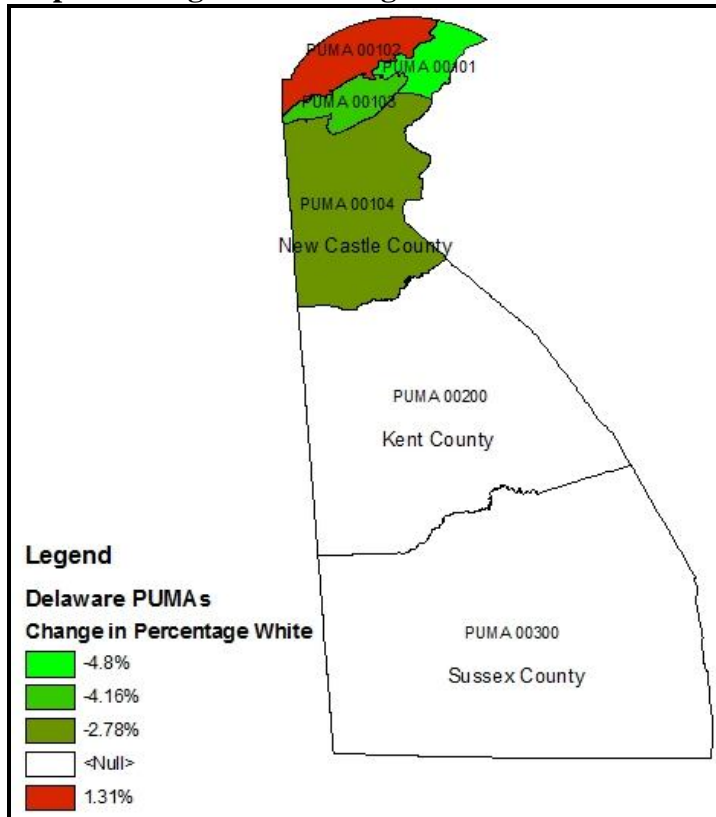 PUMA 00102
PUMA 00101
PUMA 00103
PUMA 00104
New Castle County
PUMA 00200
Kent County
PUMA 00300
Sussex County
Legend
Delaware PUMAs
Change in Percentage White
-4.8%
-4.16%
-2.78%
<Null>
1.31%